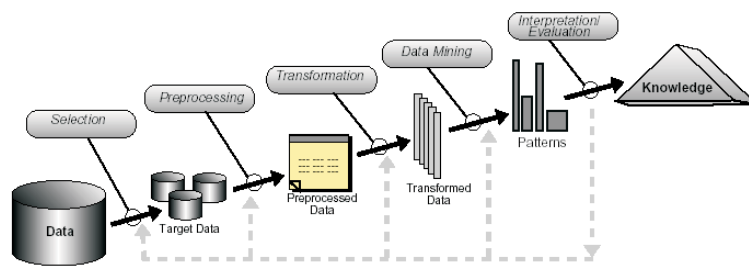 Interpretation/
Evaluation
Data Mining
Transformation
Preprocessing
Selection
Knowledge
Patterns
Transformed
Data
Preprocessed
Data
Target Data
Data